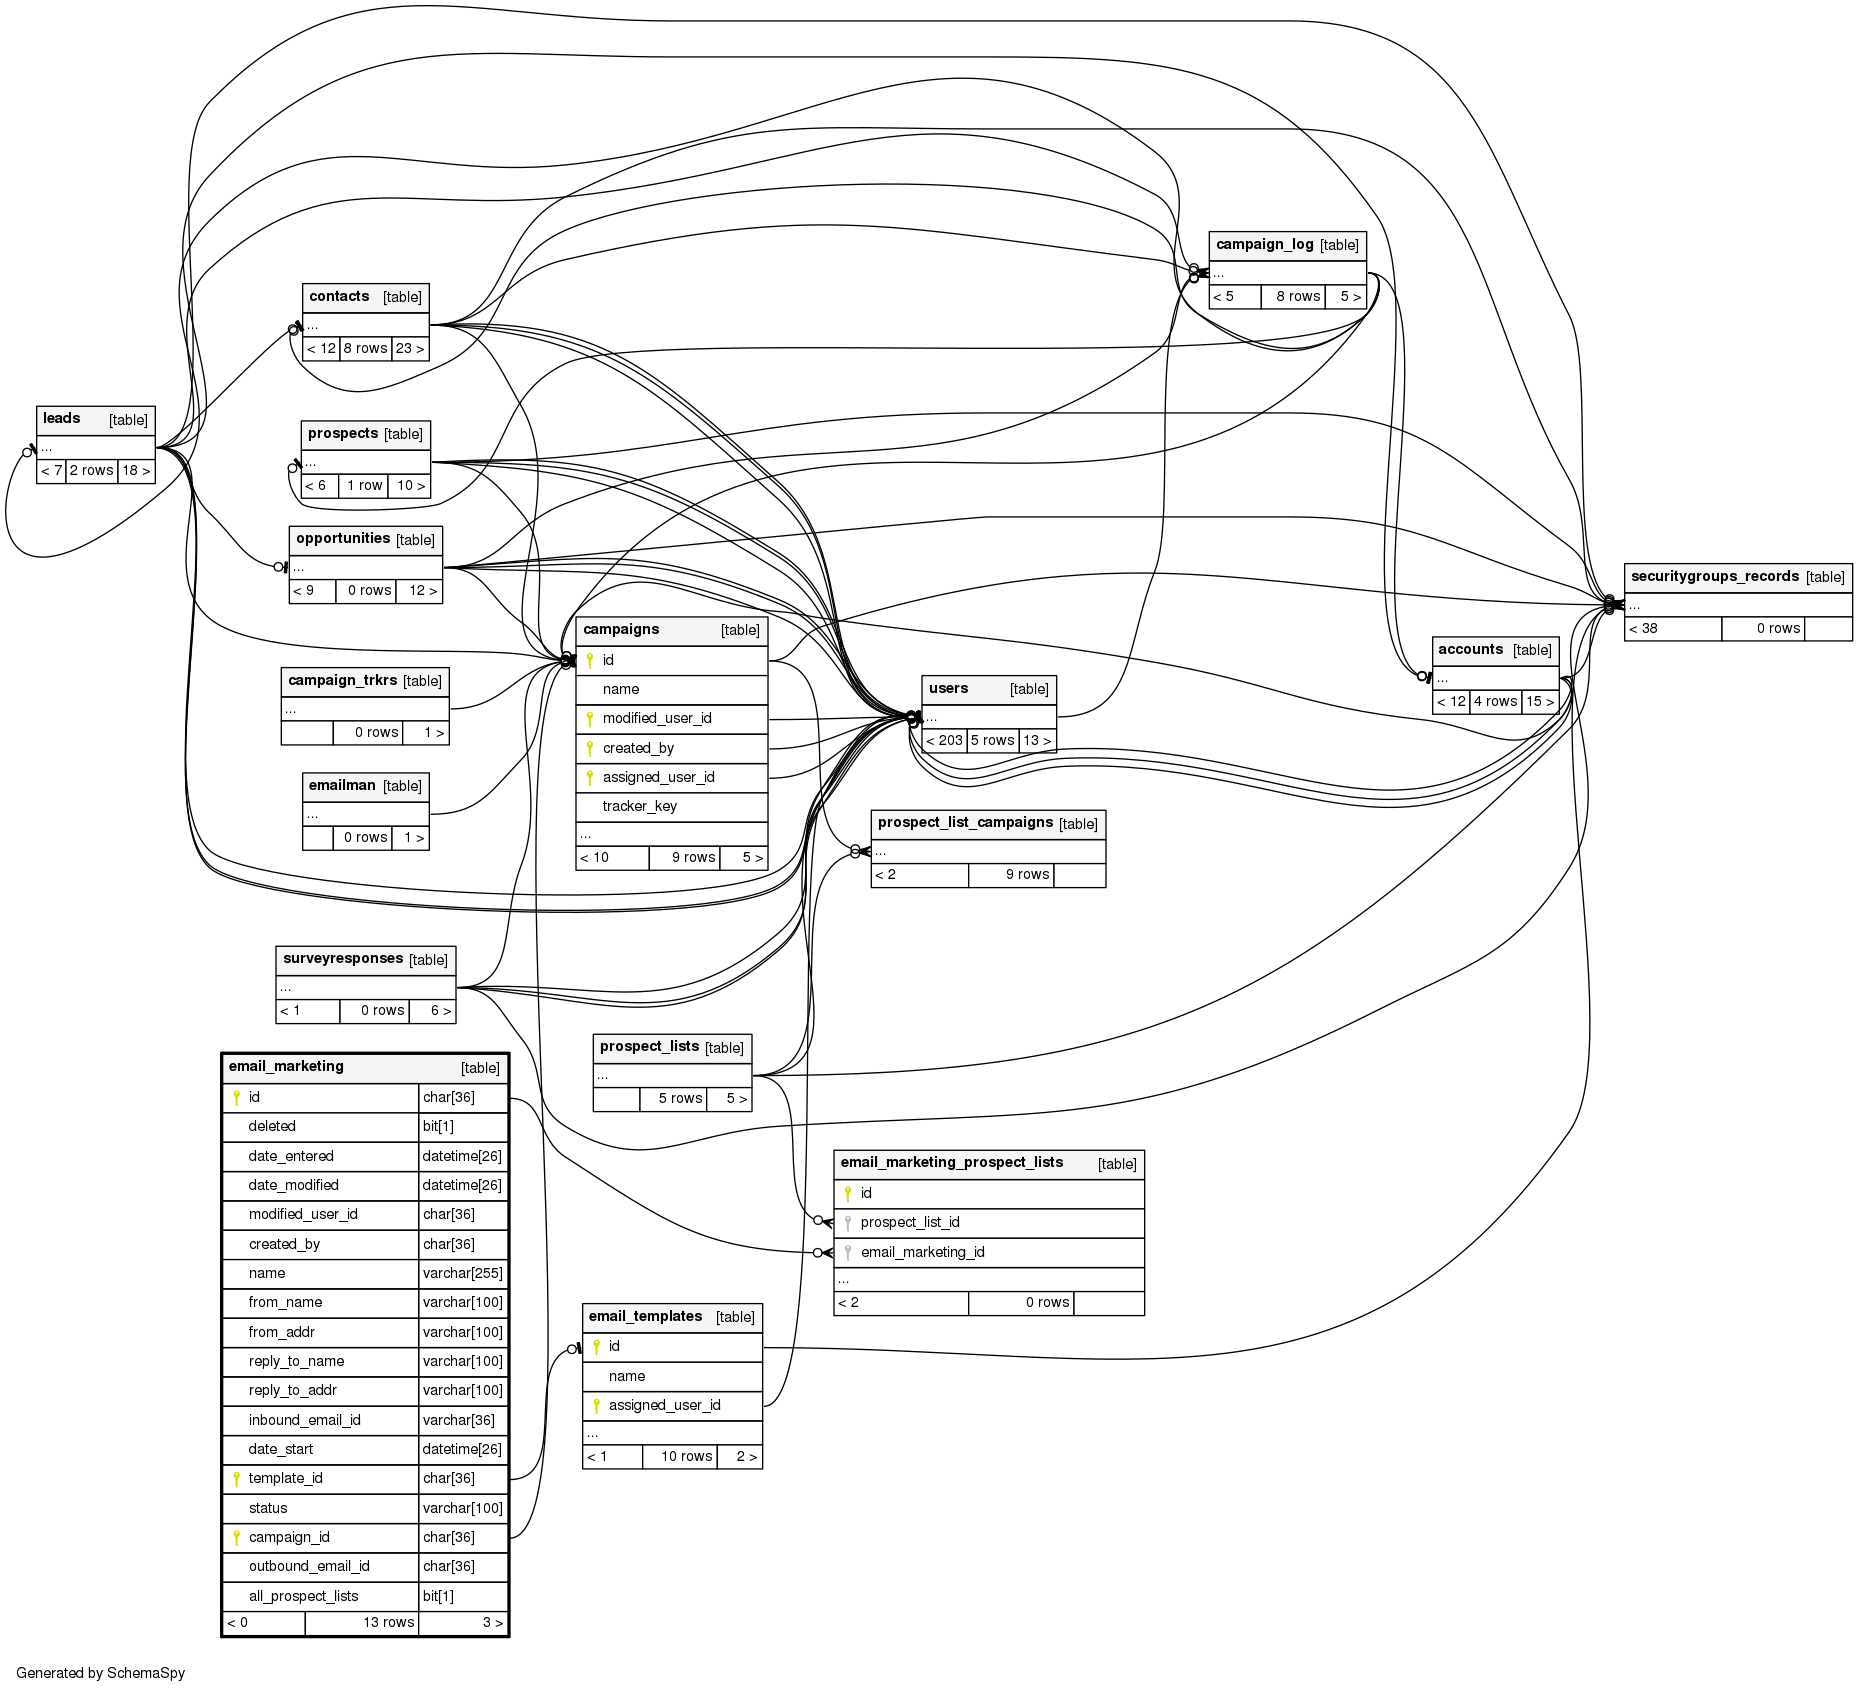 campaign_log [table]
...
< 5 8 rows 5 >
contacts [table]
...
< 12 8 rows 23 >
leads [table]
...
< 7 2 rows 18 >
prospects [table]
...
< 6 1 row 10 >
opportunities [table]
...
< 9 0 rows 12 >
securitygroups_records [table]
...
< 38 0 rows
campaigns [table]
id
name
modified_user_id
created_by
assigned_user_id
tracker_key
...
< 10 9 rows 5 >
accounts [table]
...
< 12 4 rows 15 >
campaign_trkrs [table]
...
0 rows 1 >
users [table]
...
< 203 5 rows 13 >
emailman [table]
...
0 rows 1 >
prospect_list_campaigns [table]
...
< 2 9 rows
surveyresponses [table]
...
< 1 0 rows 6 >
prospect_lists [table]
...
5 rows 5 >
email_marketing [table]
id char[36]
deleted bit[1]
date_entered datetime[26]
date_modified datetime[26]
modified_user_id char[36]
created_by char[36]
name varchar[255]
from_name varchar[100]
from_addr varchar[100]
reply_to_name varchar[100]
reply_to_addr varchar[100]
inbound_email_id varchar[36]
date_start datetime[26]
template_id char[36]
status varchar[100]
campaign_id char[36]
outbound_email_id char[36]
all_prospect_lists bit[1]
< 0 13 rows 3 >
email_marketing_prospect_lists [table]
id
prospect_list_id
email_marketing_id
...
< 2 0 rows
email_templates [table]
id
name
assigned_user_id
...
< 1 10 rows 2 >
Generated by SchemaSpy